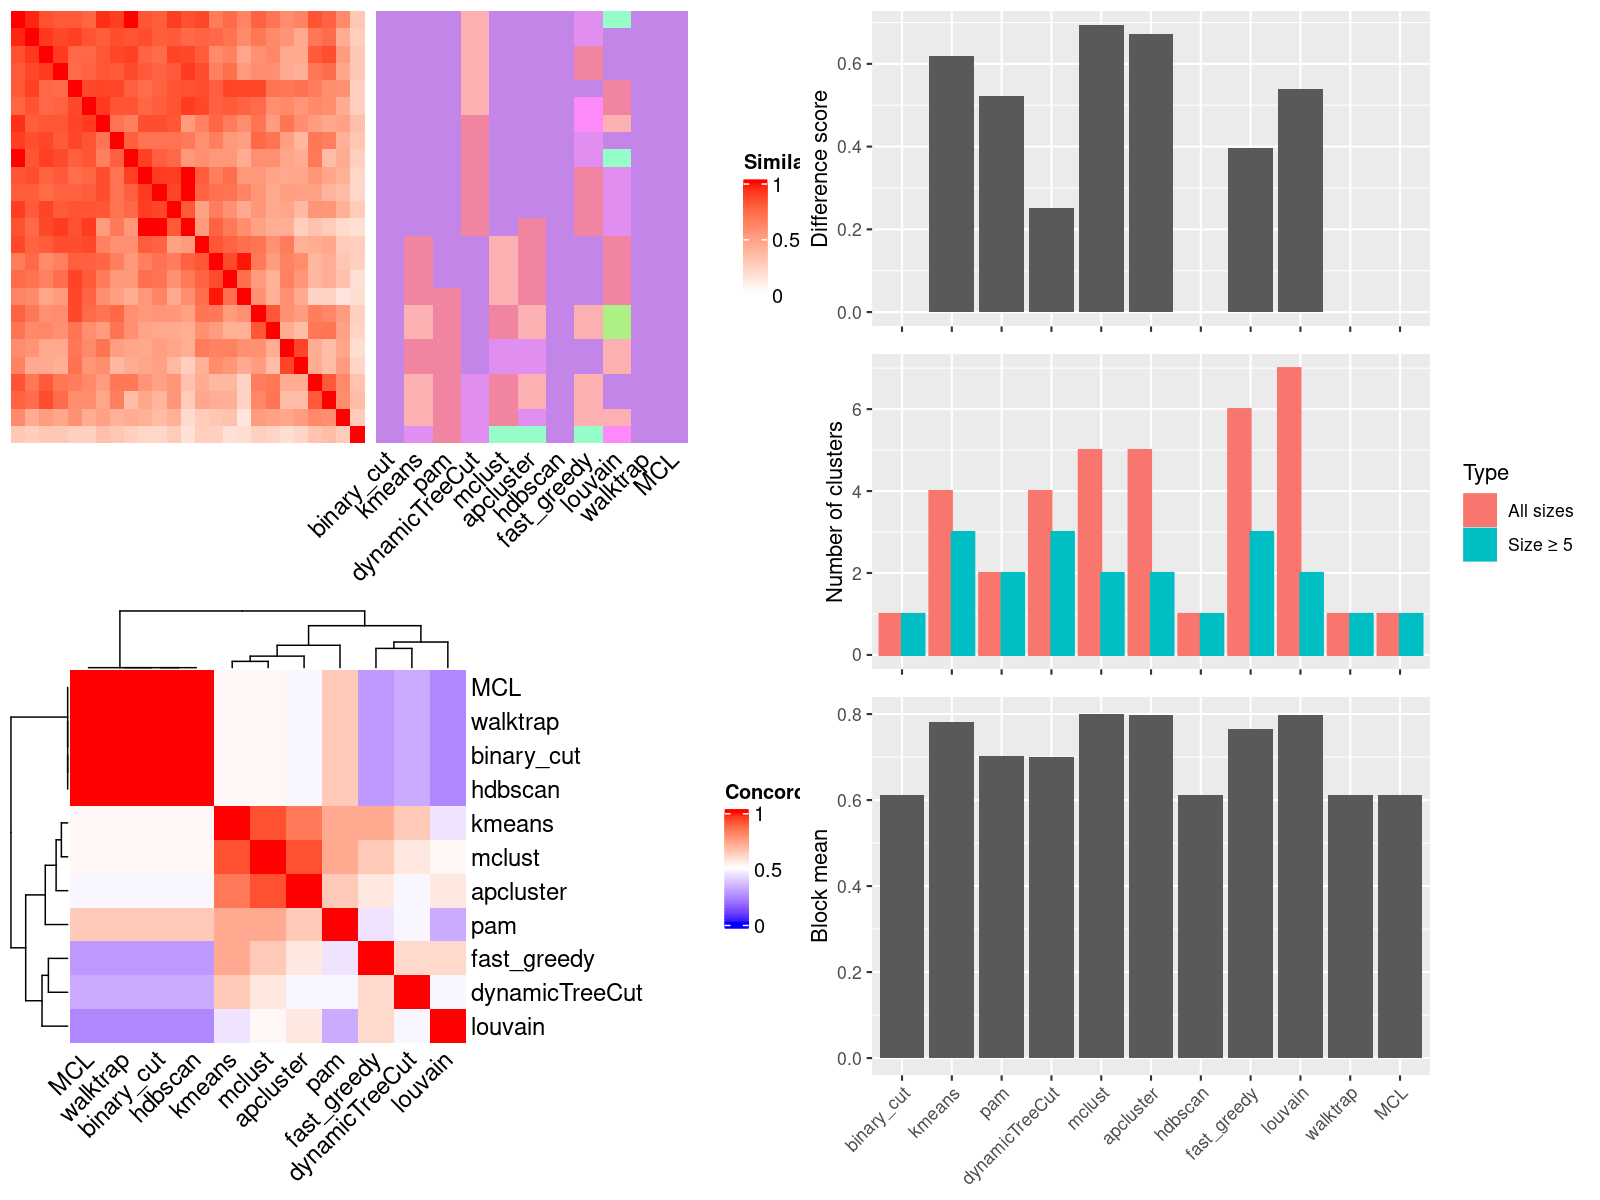 Simila
1
0.5
0
binary_cut
kmeans
pam
dynamicTreeCut
mclust
apcluster
hdbscan
fast_greedy
louvain
walktrap
MCL
MCL
walktrap
binary_cut
hdbscan
kmeans
mclust
apcluster
pam
fast_greedy
dynamicTreeCut
louvain
MCL
walktrap
binary_cut
hdbscan
kmeans
mclust
apcluster
pam
fast_greedy
dynamicTreeCut
louvain
Concord
1
0.5
0
Difference score
0.6
0.4
0.2
0.0
Number of clusters
6
4
2
0
Type
All sizes
Size ≥ 5
Block mean
0.8
0.6
0.4
0.2
0.0
binary_cut
kmeans
pam
dynamicTreeCut
mclust
apcluster
hdbscan
fast_greedy
louvain
walktrap
MCL